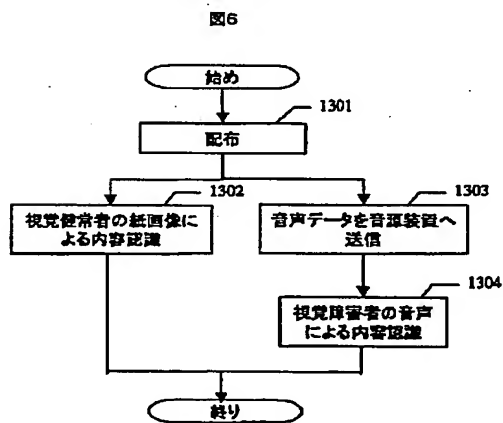 図6
始め
1301
配布
1302
視覚健常者の紙画像に
よる内容認識
1303
音声データを音源装置へ
送信
1304
視覚障害者の音声
による内容認識
終り